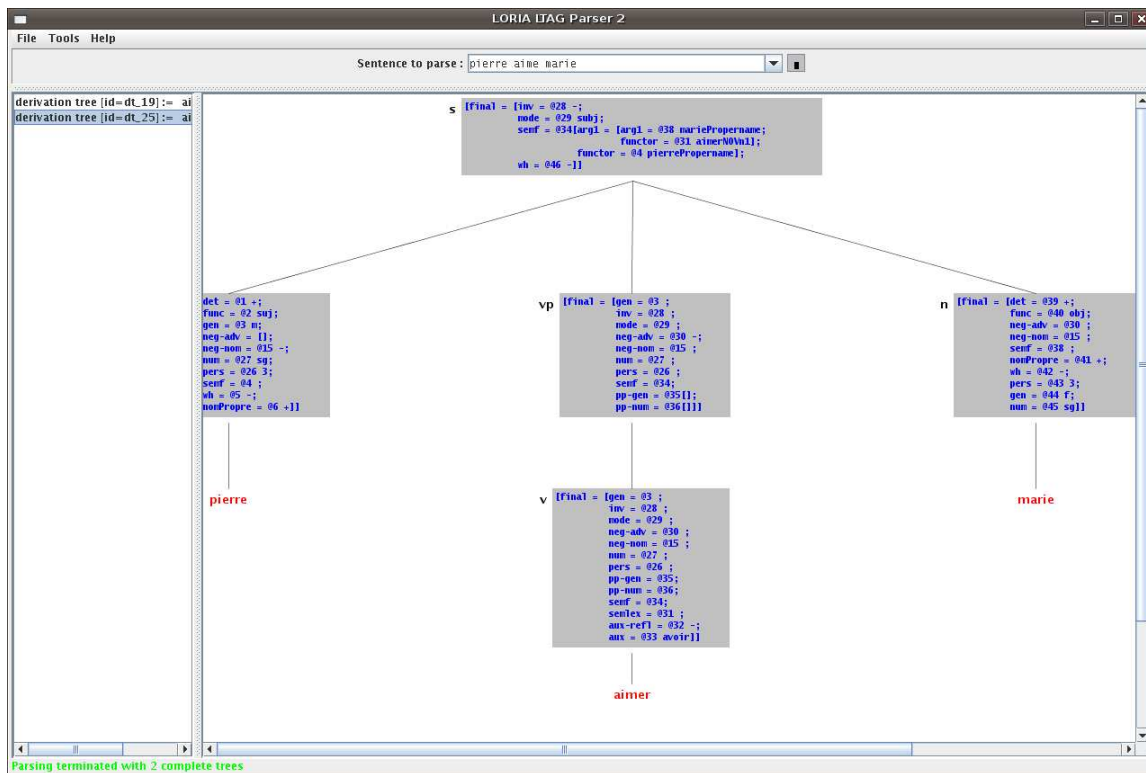 LORIA LTAG Parser 2
File Tools Help
Sentence to parse : pierre aime marie
derivation tree [id=dt_19] := ai
derivation tree [id=dt_25] := ai
s [final = [inv = @28 -;
mode = @29 subj;
semf = @34[arg1 = [arg1 = @38 mariePropername;
functor = @31 aimerN0Vn1];
functor = @4 pierrePropername];
wh = @46 -]]
det = @1 +;
func = @2 suj;
gen = @3 m;
neg-adv = [];
neg-nom = @15 -;
num = @27 sg;
pers = @26 3;
semf = @4 ;
wh = @5 -;
nomPropre = @6 +]]
pierre
vp [final = [gen = @3 ;
inv = @28 ;
mode = @29 ;
neg-adv = @30 -;
neg-nom = @15 ;
num = @27 ;
pers = @26 ;
semf = @34;
pp-gen = @35[];
pp-num = @36[]]]
n [final = [det = @39 +;
func = @40 obj;
neg-adv = @30 ;
neg-nom = @15 ;
semf = @38 ;
nomPropre = @41 +;
wh = @42 -;
pers = @43 3;
gen = @44 f;
num = @45 sg]]
marie
v [final = [gen = @3 ;
inv = @28 ;
mode = @29 ;
neg-adv = @30 ;
neg-nom = @15 ;
num = @27 ;
pers = @26 ;
pp-gen = @35;
pp-num = @36;
semf = @34;
semlex = @31 ;
aux-refl = @32 -;
aux = @33 avoir]]
aimer
Parsing terminated with 2 complete trees